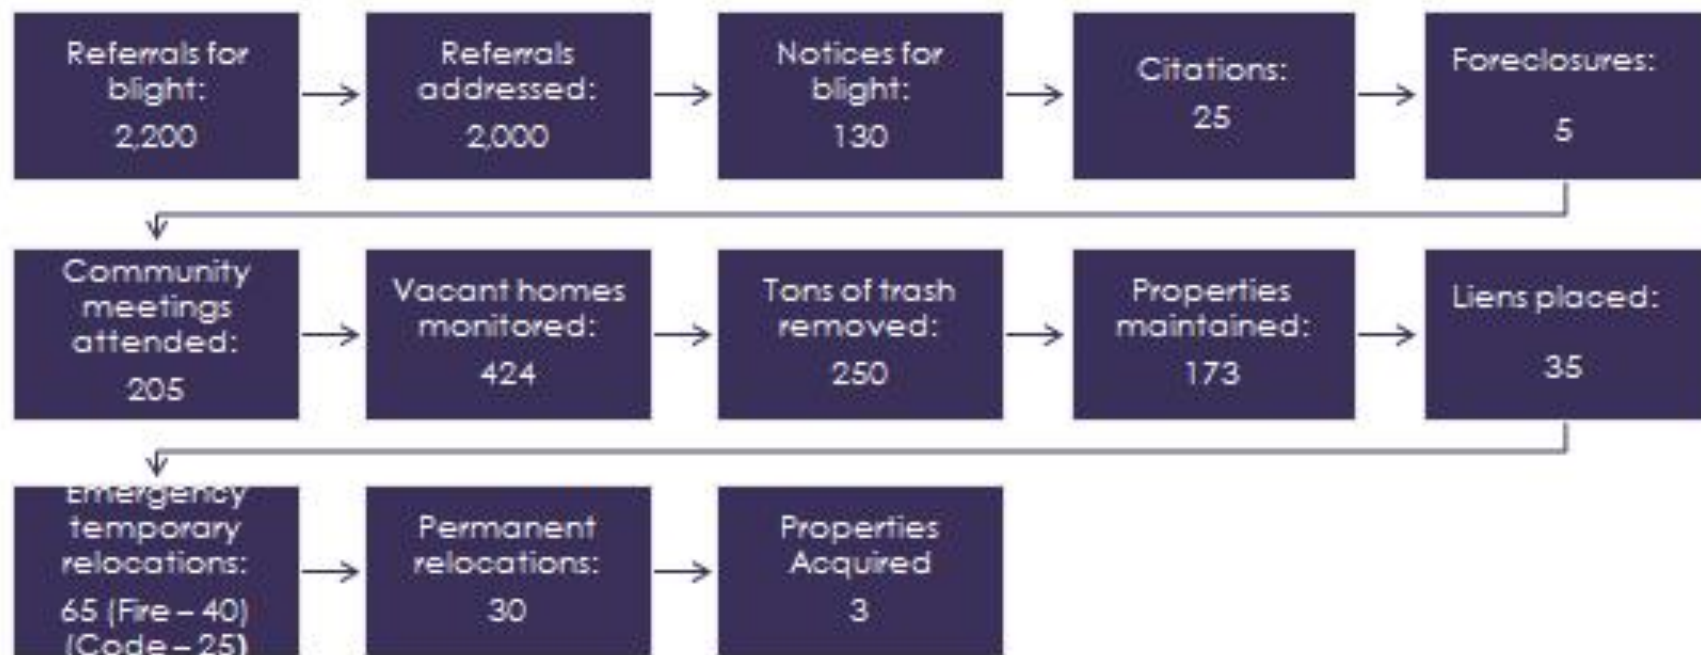 Referrals for
blight:
2,200
Referrals
addressed:
2,000
Notices for
blight:
130
Citations:
25
Foreclosures:
5
Community
meetings
attended:
205
Vacant homes
monitored:
424
Tons of trash
removed:
250
Properties
maintained:
173
Liens placed:
35
Emergency
temporary
relocations:
65 (Fire – 40)
(Code – 25)
Permanent
relocations:
30
Properties
Acquired
3